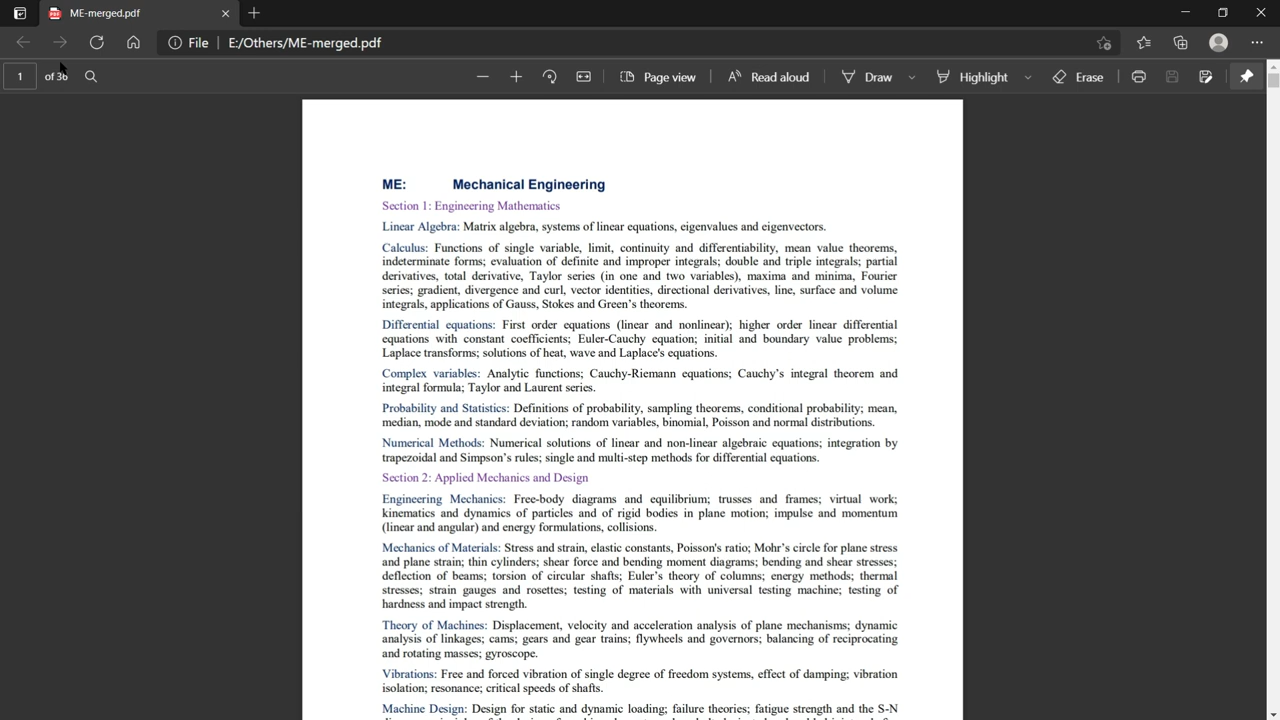 ME-merged.pdf
File E:/Others/ME-merged.pdf
1 of 36 Page view Read aloud Draw Highlight Erase
ME: Mechanical Engineering
Section 1: Engineering Mathematics
Linear Algebra: Matrix algebra, systems of linear equations, eigenvalues and eigenvectors.
Calculus: Functions of single variable, limit, continuity and differentiability, mean value theorems,
indeterminate forms; evaluation of definite and improper integrals; double and triple integrals; partial
derivatives, total derivative, Taylor series (in one and two variables), maxima and minima, Fourier
series; gradient, divergence and curl, vector identities, directional derivatives, line, surface and volume
integrals, applications of Gauss, Stokes and Green's theorems.
Differential equations: First order equations (linear and nonlinear); higher order linear differential
equations with constant coefficients; Euler-Cauchy equation; initial and boundary value problems;
Laplace transforms; solutions of heat, wave and Laplace's equations.
Complex variables: Analytic functions; Cauchy-Riemann equations; Cauchy's integral theorem and
integral formula; Taylor and Laurent series.
Probability and Statistics: Definitions of probability, sampling theorems, conditional probability; mean,
median, mode and standard deviation; random variables, binomial, Poisson and normal distributions.
Numerical Methods: Numerical solutions of linear and non-linear algebraic equations; integration by
trapezoidal and Simpson's rules; single and multi-step methods for differential equations.
Section 2: Applied Mechanics and Design
Engineering Mechanics: Free-body diagrams and equilibrium; trusses and frames; virtual work;
kinematics and dynamics of particles and of rigid bodies in plane motion; impulse and momentum
(linear and angular) and energy formulations, collisions.
Mechanics of Materials: Stress and strain, elastic constants, Poisson's ratio; Mohr's circle for plane stress
and plane strain; thin cylinders; shear force and bending moment diagrams; bending and shear stresses;
deflection of beams; torsion of circular shafts; Euler's theory of columns; energy methods; thermal
stresses; strain gauges and rosettes; testing of materials with universal testing machine; testing of
hardness and impact strength.
Theory of Machines: Displacement, velocity and acceleration analysis of plane mechanisms; dynamic
analysis of linkages; cams; gears and gear trains; flywheels and governors; balancing of reciprocating
and rotating masses; gyroscope.
Vibrations: Free and forced vibration of single degree of freedom systems, effect of damping; vibration
isolation; resonance; critical speeds of shafts.
Machine Design: Design for static and dynamic loading; failure theories; fatigue strength and the S-N